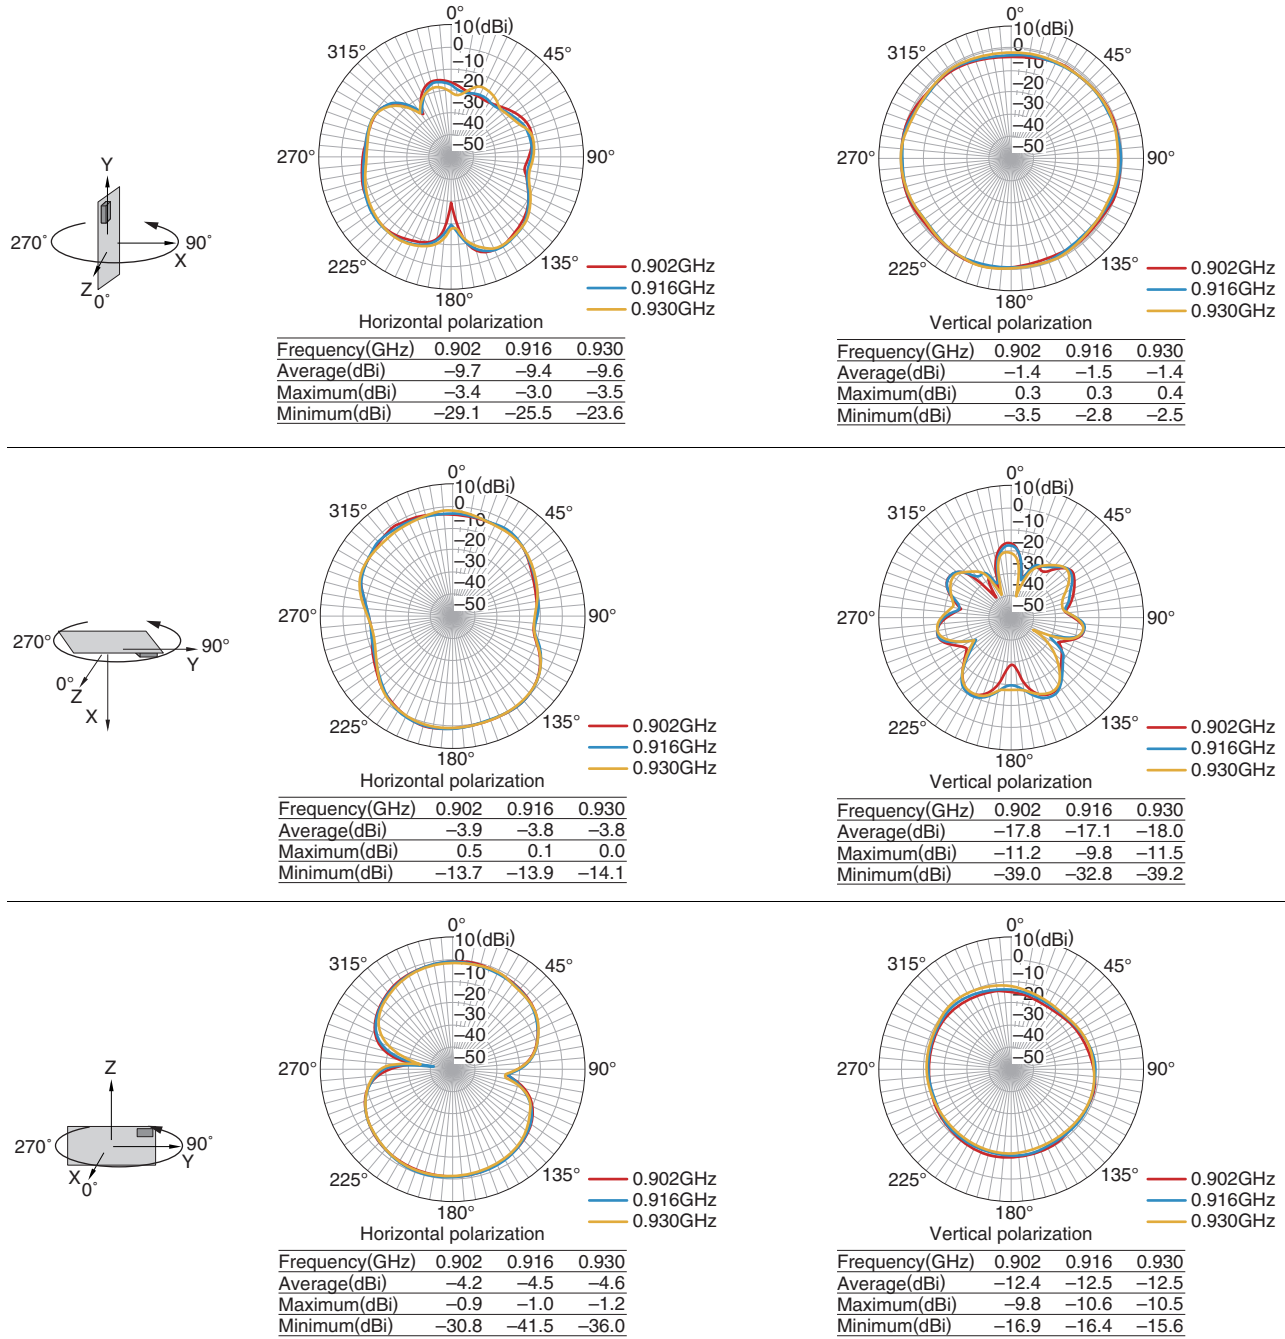 Y
270°
90°
X
Z
0°
0°
10(dBi)
0
–10
–20
–30
–40
–50
315°
45°
270°
90°
225°
135°
180°
0.902GHz
0.916GHz
0.930GHz
Horizontal polarization
Frequency(GHz) 0.902 0.916 0.930
Average(dBi) –9.7 –9.4 –9.6
Maximum(dBi) –3.4 –3.0 –3.5
Minimum(dBi) –29.1 –25.5 –23.6
0°
10(dBi)
0
–10
–20
–30
–40
–50
315°
45°
270°
90°
225°
135°
180°
0.902GHz
0.916GHz
0.930GHz
Vertical polarization
Frequency(GHz) 0.902 0.916 0.930
Average(dBi) –1.4 –1.5 –1.4
Maximum(dBi) 0.3 0.3 0.4
Minimum(dBi) –3.5 –2.8 –2.5
270°
90°
Y
0°
Z
X
0°
10(dBi)
0
–10
–20
–30
–40
–50
315°
45°
270°
90°
225°
135°
180°
0.902GHz
0.916GHz
0.930GHz
Horizontal polarization
Frequency(GHz) 0.902 0.916 0.930
Average(dBi) –3.9 –3.8 –3.8
Maximum(dBi) 0.5 0.1 0.0
Minimum(dBi) –13.7 –13.9 –14.1
0°
10(dBi)
0
–10
–20
–30
–40
–50
315°
45°
270°
90°
225°
135°
180°
0.902GHz
0.916GHz
0.930GHz
Vertical polarization
Frequency(GHz) 0.902 0.916 0.930
Average(dBi) –17.8 –17.1 –18.0
Maximum(dBi) –11.2 –9.8 –11.5
Minimum(dBi) –39.0 –32.8 –39.2
Z
270°
90°
Y
X
0°
0°
10(dBi)
0
–10
–20
–30
–40
–50
315°
45°
270°
90°
225°
135°
180°
0.902GHz
0.916GHz
0.930GHz
Horizontal polarization
Frequency(GHz) 0.902 0.916 0.930
Average(dBi) –4.2 –4.5 –4.6
Maximum(dBi) –0.9 –1.0 –1.2
Minimum(dBi) –30.8 –41.5 –36.0
0°
10(dBi)
0
–10
–20
–30
–40
–50
315°
45°
270°
90°
225°
135°
180°
0.902GHz
0.916GHz
0.930GHz
Vertical polarization
Frequency(GHz) 0.902 0.916 0.930
Average(dBi) –12.4 –12.5 –12.5
Maximum(dBi) –9.8 –10.6 –10.5
Minimum(dBi) –16.9 –16.4 –15.6